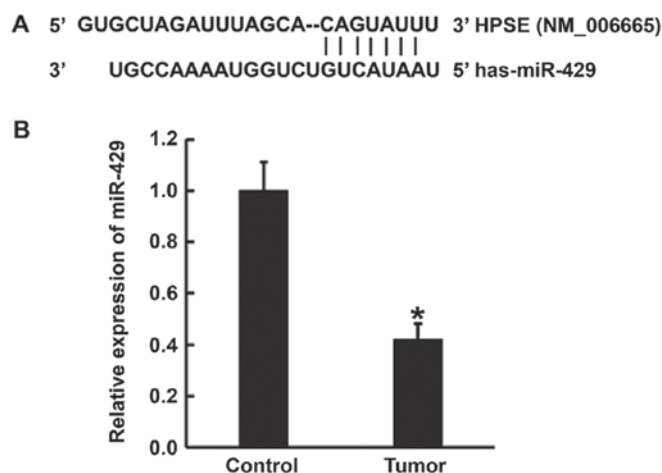 A 5' GUGCUAGAUUUAGCA--CAGUAUUU 3' HPSE (NM_006665)
3' UGCCAAAAUGGUCUGUCAUAAU 5' has-miR-429
B
Relative expression of miR-429
1.2
1.0
0.8
0.6
0.4
0.2
0.0
*
Control Tumor